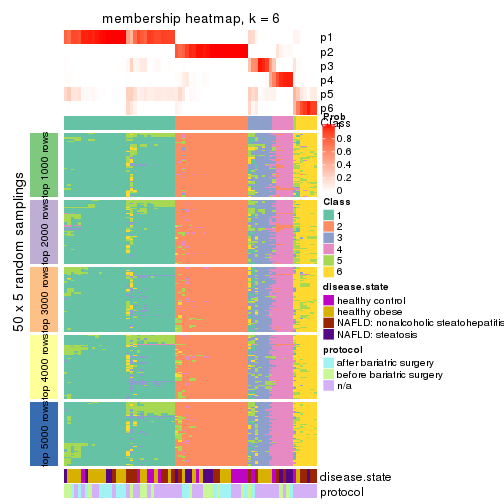 membership heatmap, k = 6
p1
p2
p3
p4
p5
p6
Class
50 x 5 random samplings
top 1000 rows
top 2000 rows
top 3000 rows
top 4000 rows
top 5000 rows
disease.state
protocol
Prob
1
0.8
0.6
0.4
0.2
0
Class
1
2
3
4
5
6
disease.state
healthy control
healthy obese
NAFLD: nonalcoholic steatohepatitis
NAFLD: steatosis
protocol
after bariatric surgery
before bariatric surgery
n/a